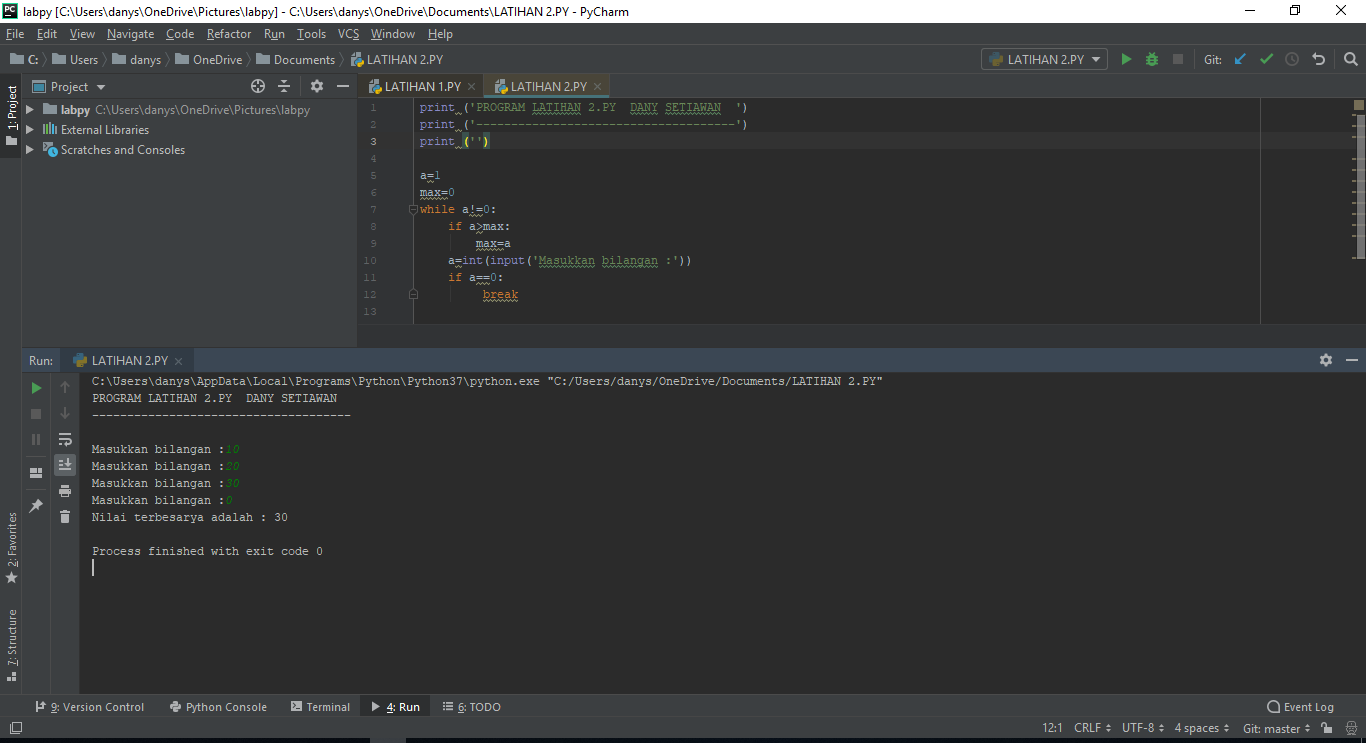 PC labpy [C:\Users\danys\OneDrive\Pictures\labpy] - C:\Users\danys\OneDrive\Documents\LATIHAN 2.PY - PyCharm
File Edit View Navigate Code Refactor Run Tools VCS Window Help
C: Users danys OneDrive Documents LATIHAN 2.PY LATIHAN 2.PY Git:
1: Project
Project
labpy C:\Users\danys\OneDrive\Pictures\labpy
External Libraries
Scratches and Consoles
LATIHAN 1.PY LATIHAN 2.PY
1 print ('PROGRAM LATIHAN 2.PY  DANY SETIAWAN  ')
2 print ('-------------------------------------')
3 print ('')
4
5 a=1
6 max=0
7 while a!=0:
8     if a>max:
9         max=a
10     a=int(input('Masukkan bilangan :'))
11     if a==0:
12          break
13
Run: LATIHAN 2.PY
C:\Users\danys\AppData\Local\Programs\Python\Python37\python.exe "C:/Users/danys/OneDrive/Documents/LATIHAN 2.PY"
PROGRAM LATIHAN 2.PY  DANY SETIAWAN
-------------------------------------
Masukkan bilangan :10
Masukkan bilangan :20
Masukkan bilangan :30
Masukkan bilangan :0
Nilai terbesarya adalah : 30
Process finished with exit code 0
2: Favorites
7: Structure
9: Version Control Python Console Terminal 4: Run 6: TODO Event Log
12:1 CRLF UTF-8 4 spaces Git: master